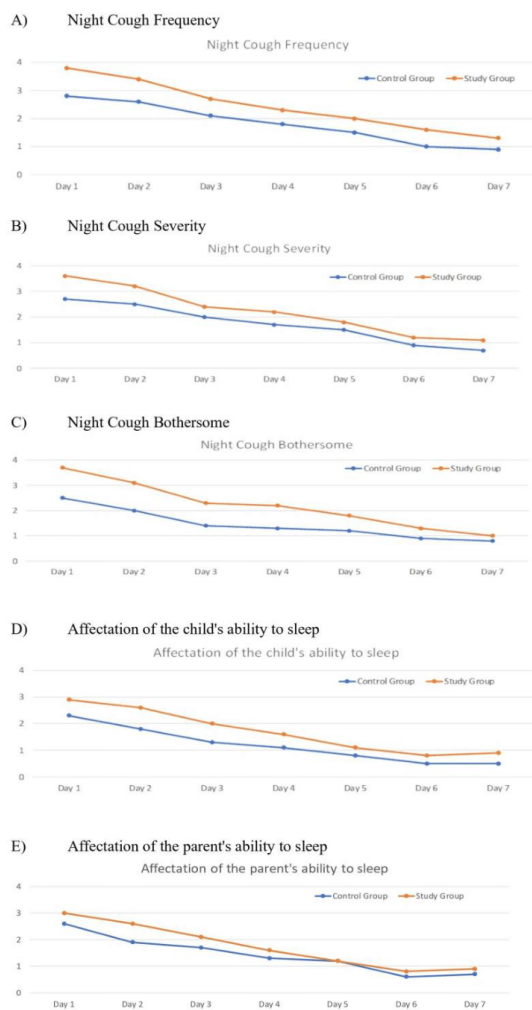 A) Night Cough Frequency
Night Cough Frequency
Control Group Study Group
4
3
2
1
0
Day 1 Day 2 Day 3 Day 4 Day 5 Day 6 Day 7
B) Night Cough Severity
Night Cough Severity
Control Group Study Group
4
3
2
1
0
Day 1 Day 2 Day 3 Day 4 Day 5 Day 6 Day 7
C) Night Cough Bothersome
Night Cough Bothersome
Control Group Study Group
4
3
2
1
0
Day 1 Day 2 Day 3 Day 4 Day 5 Day 6 Day 7
D) Affectation of the child's ability to sleep
Affectation of the child's ability to sleep
Control Group Study Group
4
3
2
1
0
Day 1 Day 2 Day 3 Day 4 Day 5 Day 6 Day 7
E) Affectation of the parent's ability to sleep
Affectation of the parent's ability to sleep
Control Group Study Group
4
3
2
1
0
Day 1 Day 2 Day 3 Day 4 Day 5 Day 6 Day 7